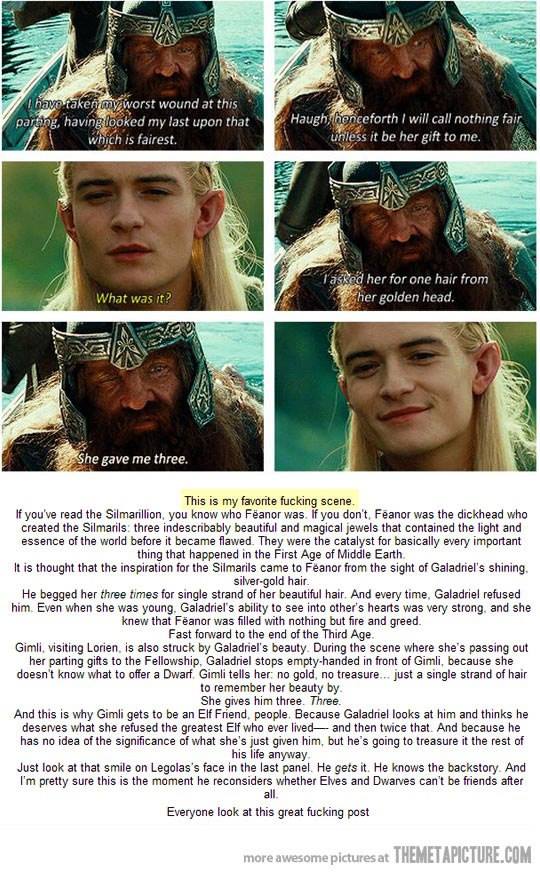 I have taken my worst wound at this
parting, having looked my last upon that
which is fairest.
Haugh, henceforth I will call nothing fair
unless it be her gift to me.
What was it?
I asked her for one hair from
her golden head.
She gave me three.
This is my favorite fucking scene.
If you've read the Silmarillion, you know who Fëanor was. If you don't, Fëanor was the dickhead who
created the Silmarils: three indescribably beautiful and magical jewels that contained the light and
essence of the world before it became flawed. They were the catalyst for basically every important
thing that happened in the First Age of Middle Earth.
It is thought that the inspiration for the Silmarils came to Fëanor from the sight of Galadriel's shining,
silver-gold hair.
He begged her three times for single strand of her beautiful hair. And every time, Galadriel refused
him. Even when she was young, Galadriel's ability to see into other's hearts was very strong, and she
knew that Fëanor was filled with nothing but fire and greed.
Fast forward to the end of the Third Age.
Gimli, visiting Lorien, is also struck by Galadriel's beauty. During the scene where she's passing out
her parting gifts to the Fellowship, Galadriel stops empty-handed in front of Gimli, because she
doesn't know what to offer a Dwarf. Gimli tells her: no gold, no treasure… just a single strand of hair
to remember her beauty by.
She gives him three. Three.
And this is why Gimli gets to be an Elf Friend, people. Because Galadriel looks at him and thinks he
deserves what she refused the greatest Elf who ever lived—- and then twice that. And because he
has no idea of the significance of what she's just given him, but he's going to treasure it the rest of
his life anyway.
Just look at that smile on Legolas's face in the last panel. He gets it. He knows the backstory. And
I'm pretty sure this is the moment he reconsiders whether Elves and Dwarves can't be friends after
all.
Everyone look at this great fucking post
more awesome pictures at THEMETAPICTURE.COM